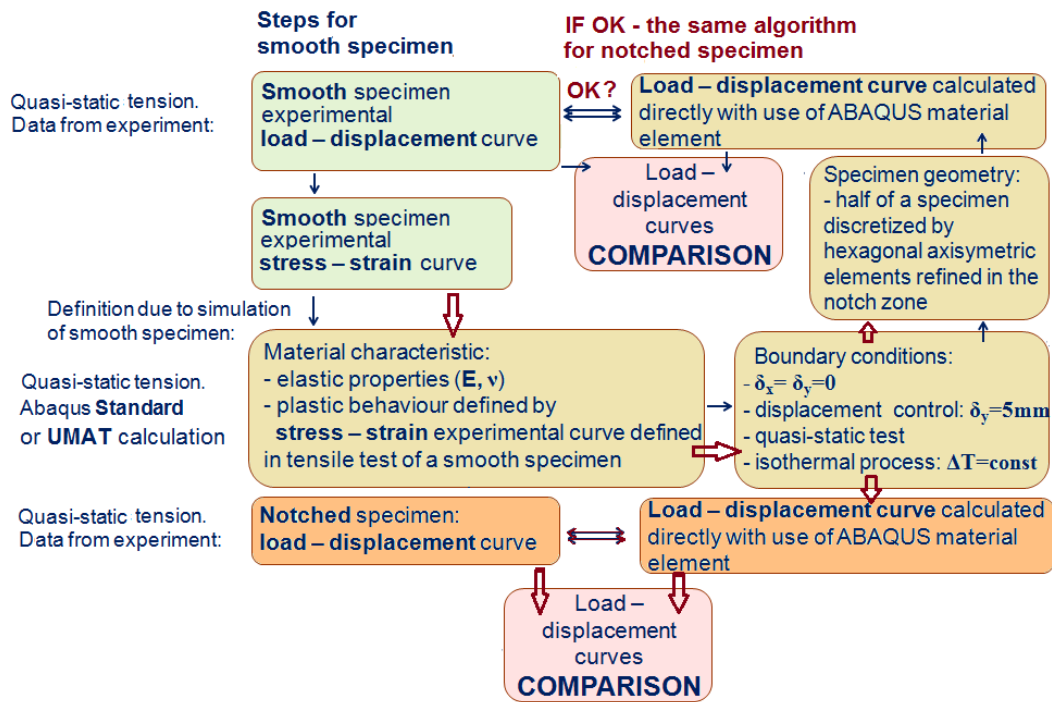 Steps for
smooth specimen
IF OK - the same algorithm
for notched specimen
Quasi-static tension.
Data from experiment:
Smooth specimen
experimental
load – displacement curve
OK?
Load – displacement curve calculated
directly with use of ABAQUS material
element
Load –
displacement
curves
COMPARISON
Specimen geometry:
- half of a specimen
discretized by
hexagonal axisymetric
elements refined in the
notch zone
Smooth specimen
experimental
stress – strain curve
Definition due to simulation
of smooth specimen:
Quasi-static tension.
Abaqus Standard
or UMAT calculation
Material characteristic:
- elastic properties (E, ν)
- plastic behaviour defined by
stress – strain experimental curve defined
in tensile test of a smooth specimen
Boundary conditions:
- δx= δy=0
- displacement control: δy=5mm
- quasi-static test
- isothermal process: ΔT=const
Quasi-static tension.
Data from experiment:
Notched specimen:
load – displacement curve
Load – displacement curve calculated
directly with use of ABAQUS material
element
Load –
displacement
curves
COMPARISON